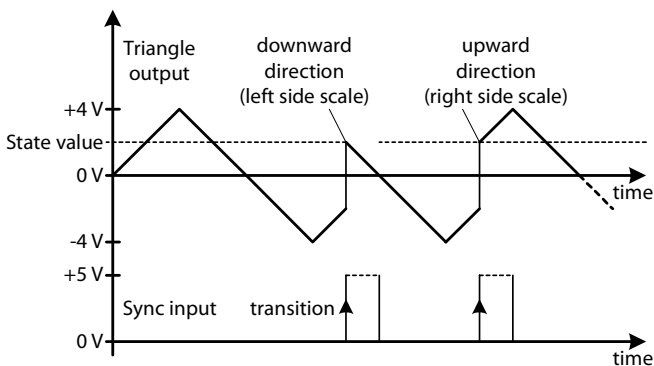 Triangle
output
downward
direction
(left side scale)
upward
direction
(right side scale)
+4 V
State value
0 V
time
-4 V
+5 V
Sync input
transition
0 V
time